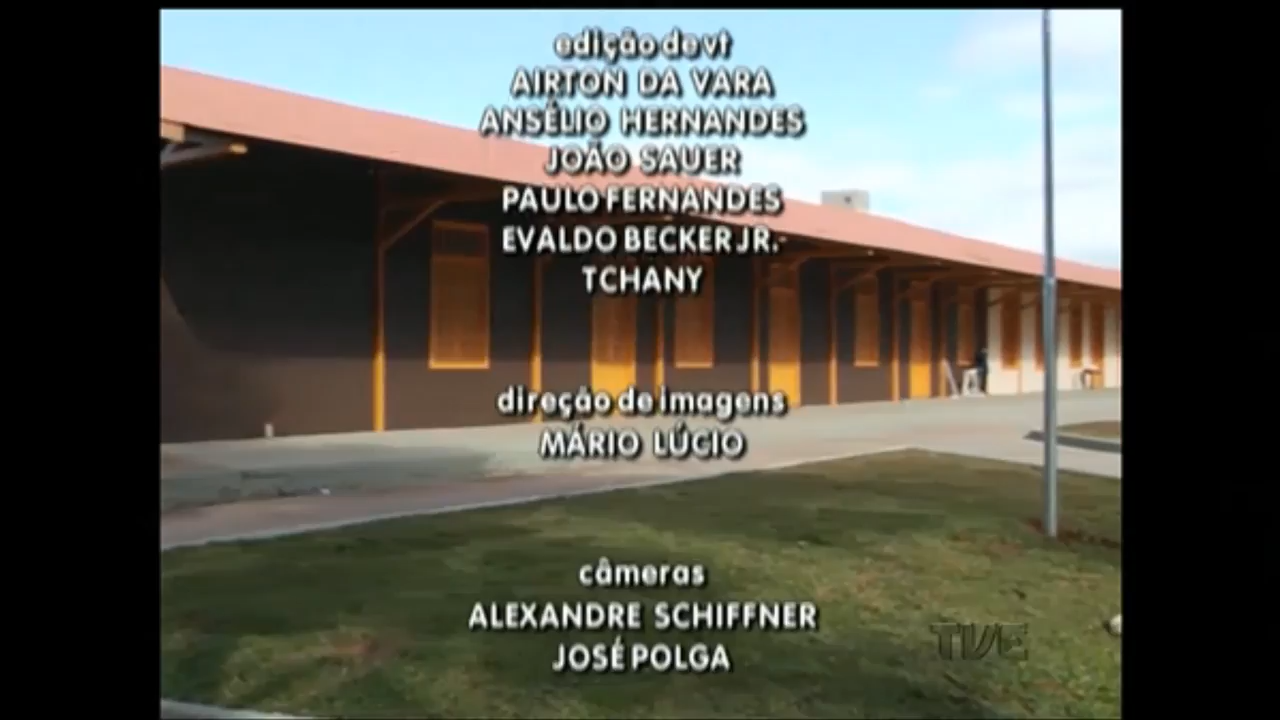 edição de vt
AIRTON DA VARA
ANSÉLIO HERNANDES
JOÃO SAUER
PAULO FERNANDES
EVALDO BECKER JR.
TCHANY
direção de imagens
MÁRIO LÚCIO
câmeras
ALEXANDRE SCHIFFNER
JOSÉ POLGA
TVE